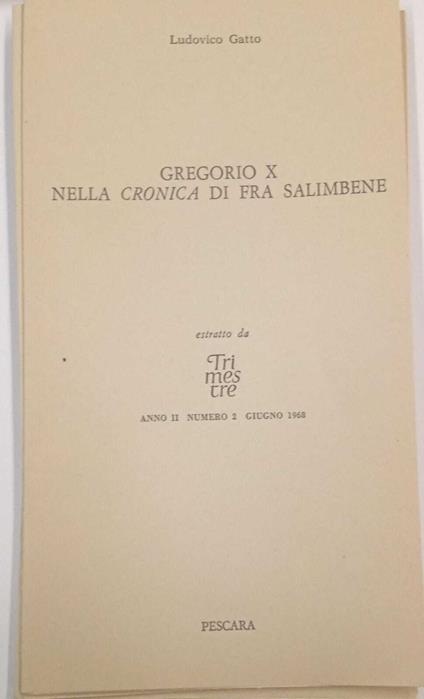 Ludovico Gatto
GREGORIO X
NELLA CRONICA DI FRA SALIMBENE
estratto da
Tri
mes
tre
ANNO II NUMERO 2 GIUGNO 1968
PESCARA